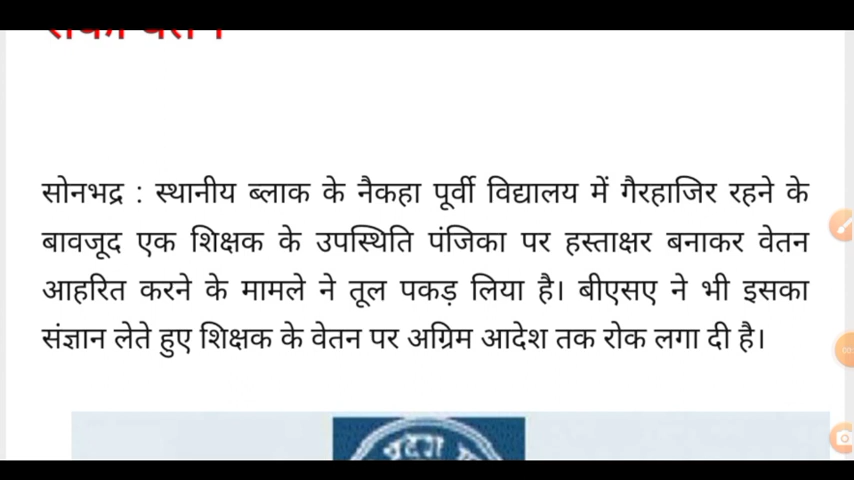 सोनभद्र : स्थानीय ब्लाक के नैकहा पूर्वी विद्यालय में गैरहाजिर रहने के
बावजूद एक शिक्षक के उपस्थिति पंजिका पर हस्ताक्षर बनाकर वेतन
आहरित करने के मामले ने तूल पकड़ लिया है। बीएसए ने भी इसका
संज्ञान लेते हुए शिक्षक के वेतन पर अग्रिम आदेश तक रोक लगा दी है।